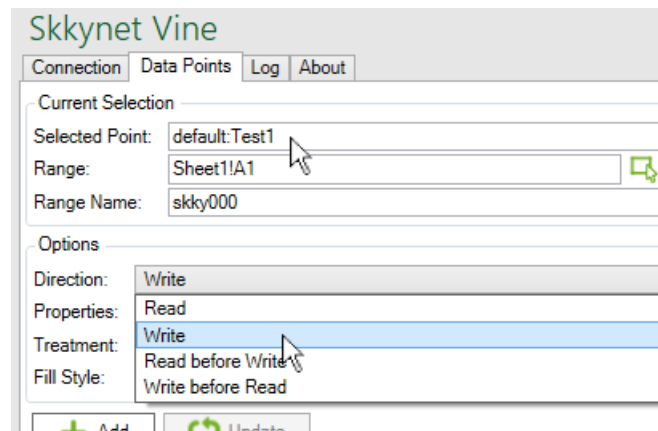 Skkynet Vine
Connection Data Points Log About
Current Selection
Selected Point: default:Test1
Range: Sheet1!A1
Range Name: skky000
Options
Direction: Write
Properties: Read
Write
Treatment: Read before Write
Fill Style: Write before Read
Add Update